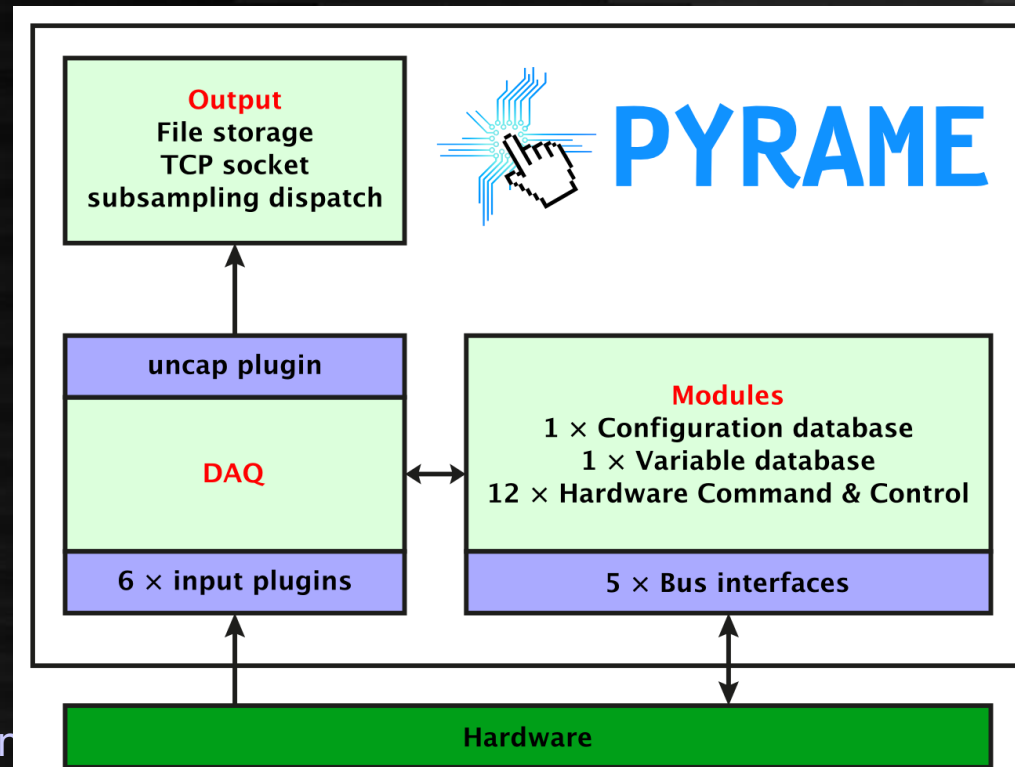 Output
File storage
TCP socket
subsampling dispatch
PYRAME
uncap plugin
DAQ
6 × input plugins
Modules
1 × Configuration database
1 × Variable database
12 × Hardware Command & Control
5 × Bus interfaces
Hardware